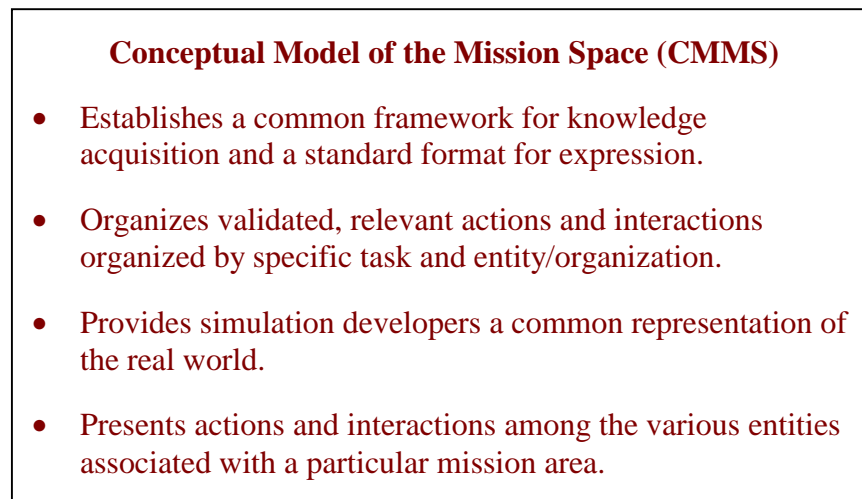 Conceptual Model of the Mission Space (CMMS)
• Establishes a common framework for knowledge
acquisition and a standard format for expression.
• Organizes validated, relevant actions and interactions
organized by specific task and entity/organization.
• Provides simulation developers a common representation of
the real world.
• Presents actions and interactions among the various entities
associated with a particular mission area.